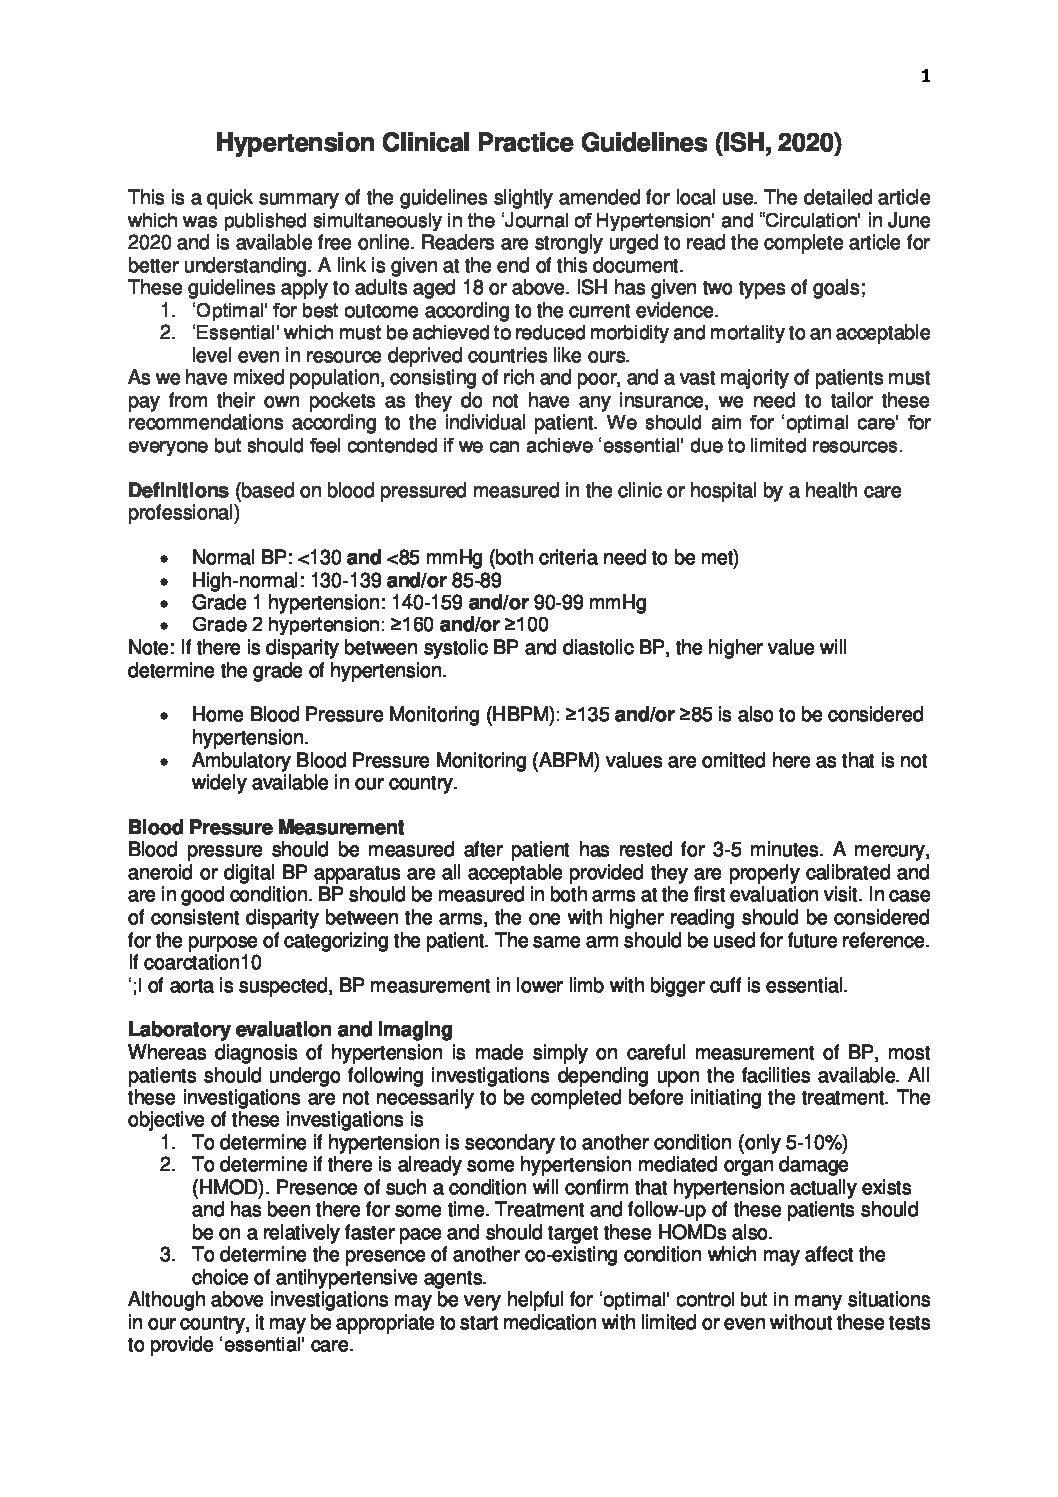 1
Hypertension Clinical Practice Guidelines (ISH, 2020)
This is a quick summary of the guidelines slightly amended for local use. The detailed article
which was published simultaneously in the ‘Journal of Hypertension' and “Circulation' in June
2020 and is available free online. Readers are strongly urged to read the complete article for
better understanding. A link is given at the end of this document.
These guidelines apply to adults aged 18 or above. ISH has given two types of goals;
1. ‘Optimal' for best outcome according to the current evidence.
2. ‘Essential' which must be achieved to reduced morbidity and mortality to an acceptable
level even in resource deprived countries like ours.
As we have mixed population, consisting of rich and poor, and a vast majority of patients must
pay from their own pockets as they do not have any insurance, we need to tailor these
recommendations according to the individual patient. We should aim for ‘optimal care' for
everyone but should feel contended if we can achieve ‘essential' due to limited resources.
Definitions (based on blood pressured measured in the clinic or hospital by a health care
professional)
• Normal BP: <130 and <85 mmHg (both criteria need to be met)
• High-normal: 130-139 and/or 85-89
• Grade 1 hypertension: 140-159 and/or 90-99 mmHg
• Grade 2 hypertension: ≥160 and/or ≥100
Note: If there is disparity between systolic BP and diastolic BP, the higher value will
determine the grade of hypertension.
• Home Blood Pressure Monitoring (HBPM): ≥135 and/or ≥85 is also to be considered
hypertension.
• Ambulatory Blood Pressure Monitoring (ABPM) values are omitted here as that is not
widely available in our country.
Blood Pressure Measurement
Blood pressure should be measured after patient has rested for 3-5 minutes. A mercury,
aneroid or digital BP apparatus are all acceptable provided they are properly calibrated and
are in good condition. BP should be measured in both arms at the first evaluation visit. In case
of consistent disparity between the arms, the one with higher reading should be considered
for the purpose of categorizing the patient. The same arm should be used for future reference.
If coarctation10
‘;l of aorta is suspected, BP measurement in lower limb with bigger cuff is essential.
Laboratory evaluation and imaging
Whereas diagnosis of hypertension is made simply on careful measurement of BP, most
patients should undergo following investigations depending upon the facilities available. All
these investigations are not necessarily to be completed before initiating the treatment. The
objective of these investigations is
1. To determine if hypertension is secondary to another condition (only 5-10%)
2. To determine if there is already some hypertension mediated organ damage
(HMOD). Presence of such a condition will confirm that hypertension actually exists
and has been there for some time. Treatment and follow-up of these patients should
be on a relatively faster pace and should target these HOMDs also.
3. To determine the presence of another co-existing condition which may affect the
choice of antihypertensive agents.
Although above investigations may be very helpful for ‘optimal' control but in many situations
in our country, it may be appropriate to start medication with limited or even without these tests
to provide ‘essential' care.